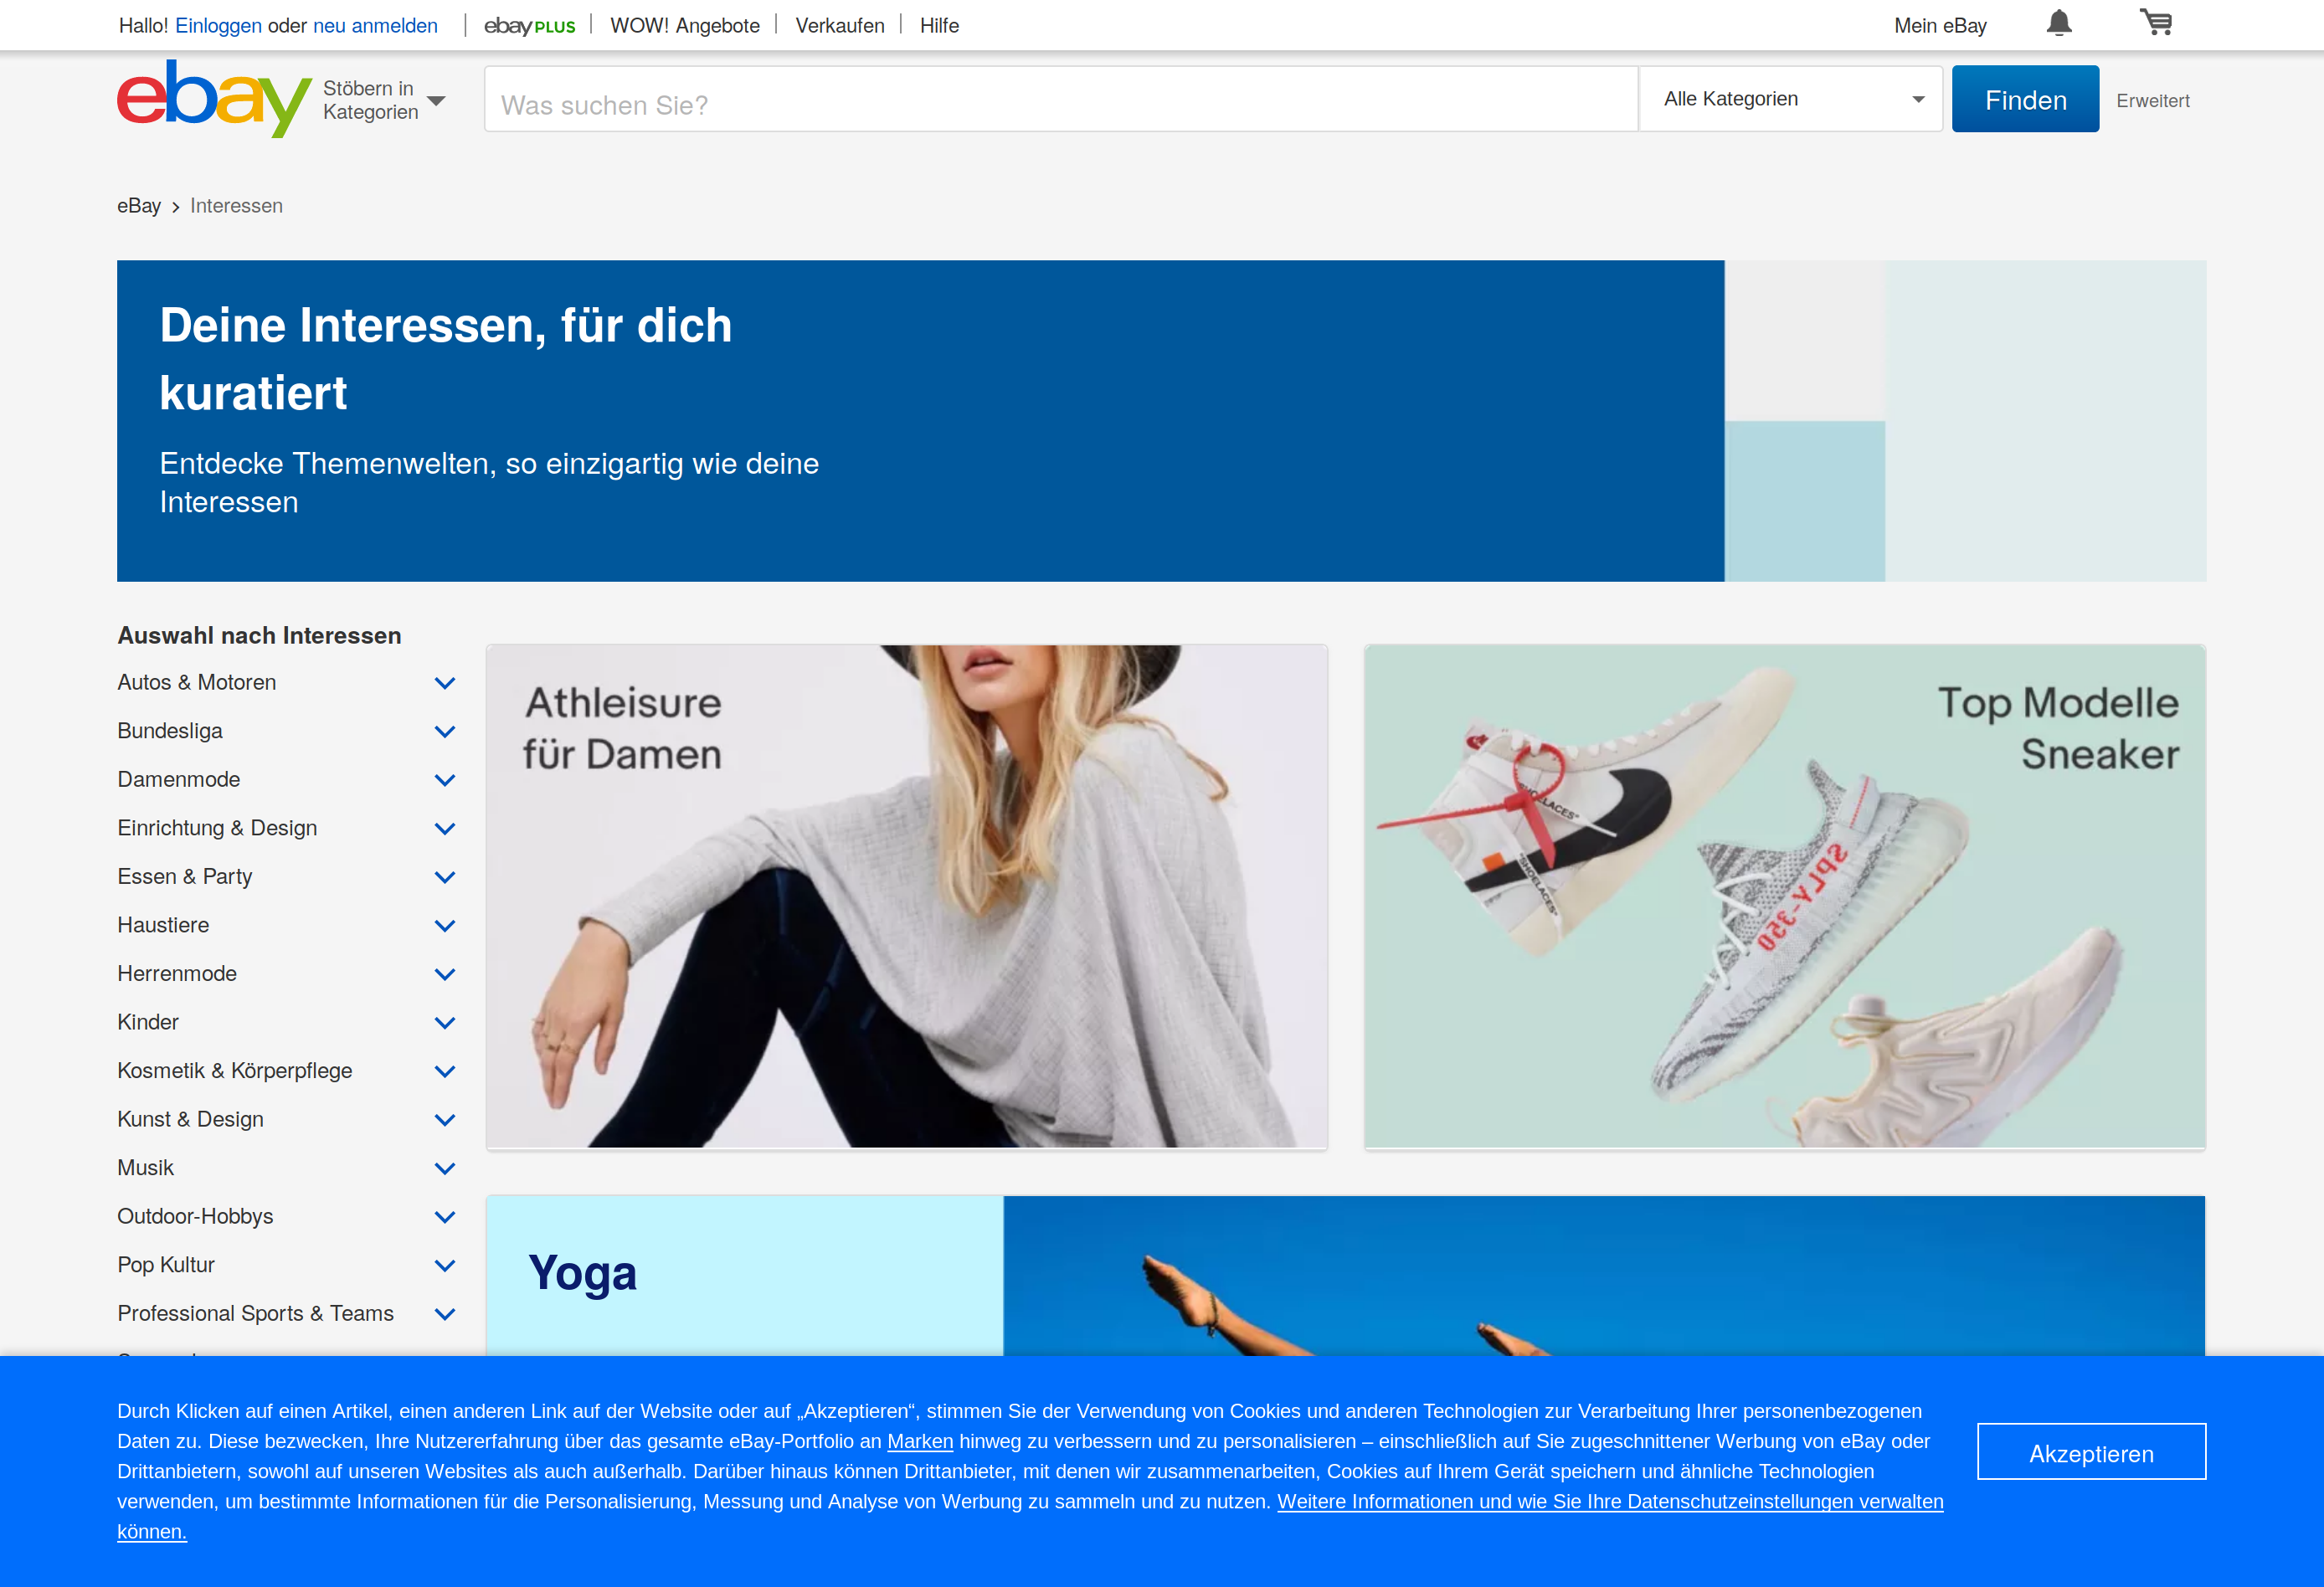 Hallo! Einloggen oder neu anmelden
ebay PLUS
WOW! Angebote
Verkaufen
Hilfe
Mein eBay
ebay
Stöbern in
Kategorien
Was suchen Sie?
Alle Kategorien
Finden
Erweitert
eBay
Interessen
Deine Interessen, für dich
kuratiert
Entdecke Themenwelten, so einzigartig wie deine
Interessen
Auswahl nach Interessen
Autos & Motoren
Bundesliga
Damenmode
Einrichtung & Design
Essen & Party
Haustiere
Herrenmode
Kinder
Kosmetik & Körperpflege
Kunst & Design
Musik
Outdoor-Hobbys
Pop Kultur
Professional Sports & Teams
Athleisure
für Damen
Top Modelle
Sneaker
"SHOELACES"
"SHOELACES"
SPLY-350
Yoga
Durch Klicken auf einen Artikel, einen anderen Link auf der Website oder auf „Akzeptieren“, stimmen Sie der Verwendung von Cookies und anderen Technologien zur Verarbeitung Ihrer personenbezogenen
Daten zu. Diese bezwecken, Ihre Nutzererfahrung über das gesamte eBay-Portfolio an Marken hinweg zu verbessern und zu personalisieren – einschließlich auf Sie zugeschnittener Werbung von eBay oder
Drittanbietern, sowohl auf unseren Websites als auch außerhalb. Darüber hinaus können Drittanbieter, mit denen wir zusammenarbeiten, Cookies auf Ihrem Gerät speichern und ähnliche Technologien
verwenden, um bestimmte Informationen für die Personalisierung, Messung und Analyse von Werbung zu sammeln und zu nutzen. Weitere Informationen und wie Sie Ihre Datenschutzeinstellungen verwalten
können.
Akzeptieren